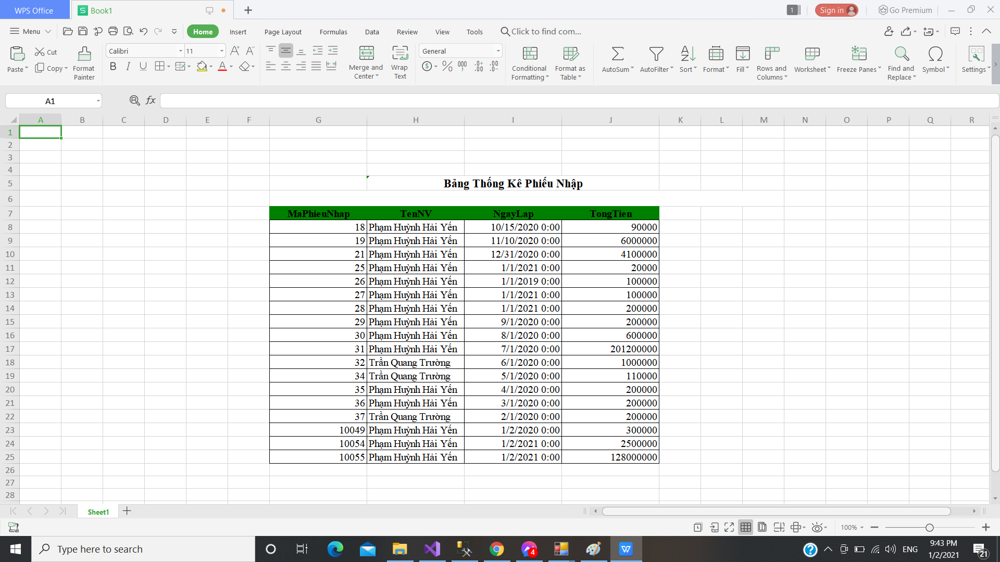 WPS Office Book1 1 Sign in Go Premium
Menu Home Insert Page Layout Formulas Data Review View Tools Click to find com...
Paste Cut Copy Format Painter Calibri 11 Merge and Center Wrap Text General Conditional Formatting Format as Table AutoSum AutoFilter Sort Format Fill Rows and Columns Worksheet Freeze Panes Find and Replace Symbol Settings
A1 fx
A B C D E F G H I J K L M N O P Q R
1
2
3
4
5 Bảng Thống Kê Phiếu Nhập
6
7 MaPhieuNhap TenNV NgayLap TongTien
8 18 Phạm Huỳnh Hải Yến 10/15/2020 0:00 90000
9 19 Phạm Huỳnh Hải Yến 11/10/2020 0:00 6000000
10 21 Phạm Huỳnh Hải Yến 12/31/2020 0:00 4100000
11 25 Phạm Huỳnh Hải Yến 1/1/2021 0:00 20000
12 26 Phạm Huỳnh Hải Yến 1/1/2019 0:00 100000
13 27 Phạm Huỳnh Hải Yến 1/1/2021 0:00 100000
14 28 Phạm Huỳnh Hải Yến 1/1/2021 0:00 200000
15 29 Phạm Huỳnh Hải Yến 9/1/2020 0:00 200000
16 30 Phạm Huỳnh Hải Yến 8/1/2020 0:00 600000
17 31 Phạm Huỳnh Hải Yến 7/1/2020 0:00 201200000
18 32 Trần Quang Trường 6/1/2020 0:00 1000000
19 34 Trần Quang Trường 5/1/2020 0:00 110000
20 35 Phạm Huỳnh Hải Yến 4/1/2020 0:00 200000
21 36 Phạm Huỳnh Hải Yến 3/1/2020 0:00 200000
22 37 Trần Quang Trường 2/1/2020 0:00 200000
23 10049 Phạm Huỳnh Hải Yến 1/2/2020 0:00 300000
24 10054 Phạm Huỳnh Hải Yến 1/2/2021 0:00 2500000
25 10055 Phạm Huỳnh Hải Yến 1/2/2021 0:00 128000000
26
27
28
Sheet1
100%
Type here to search 4 ENG 9:43 PM
1/2/2021 21